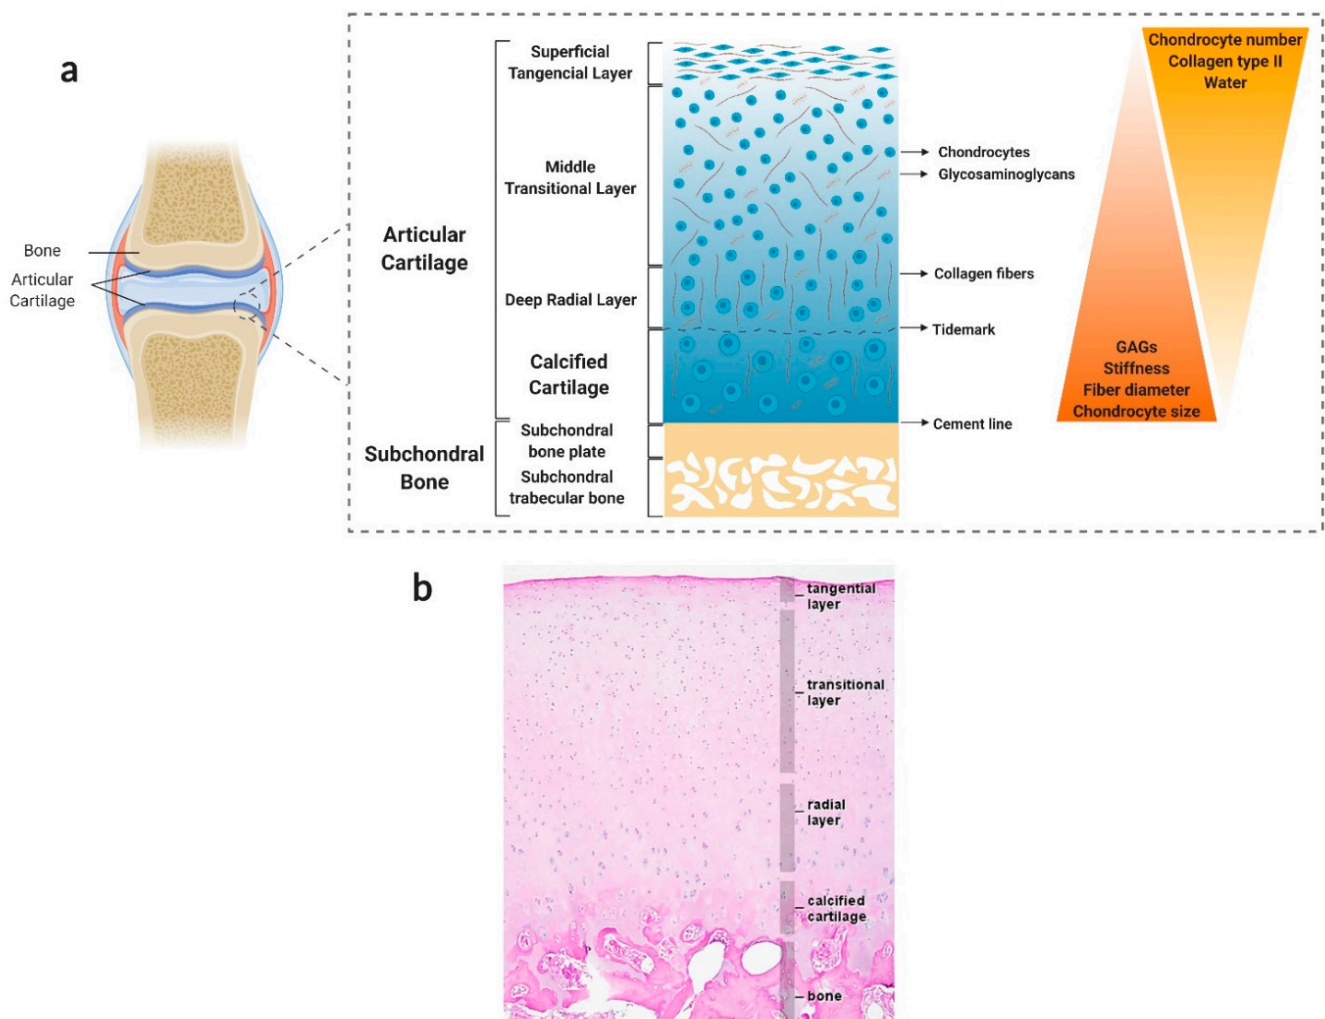 a
Bone
Articular
Cartilage
Articular
Cartilage
Subchondral
Bone
Superficial
Tangencial Layer
Middle
Transitional Layer
Deep Radial Layer
Calcified
Cartilage
Subchondral
bone plate
Subchondral
trabecular bone
Chondrocytes
Glycosaminoglycans
Collagen fibers
Tidemark
Cement line
Chondrocyte number
Collagen type II
Water
GAGs
Stiffness
Fiber diameter
Chondrocyte size
b
tangential
layer
transitional
layer
radial
layer
calcified
cartilage
bone